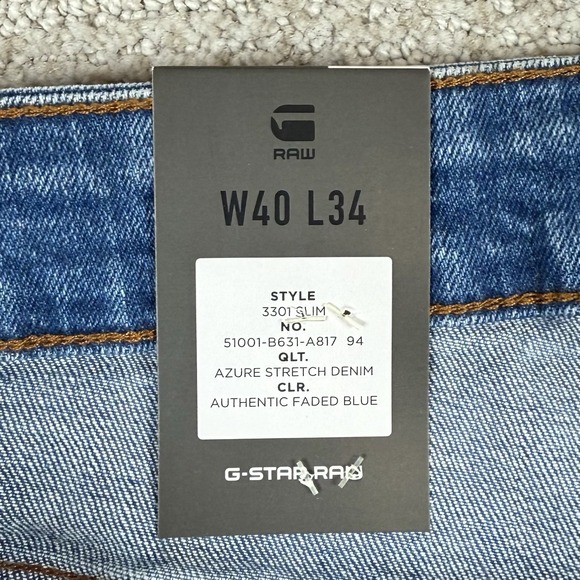 RAW
W40 L34
STYLE
3301 SLIM
NO.
51001-B631-A817 94
QLT.
AZURE STRETCH DENIM
CLR.
AUTHENTIC FADED BLUE
G-STAR RAW